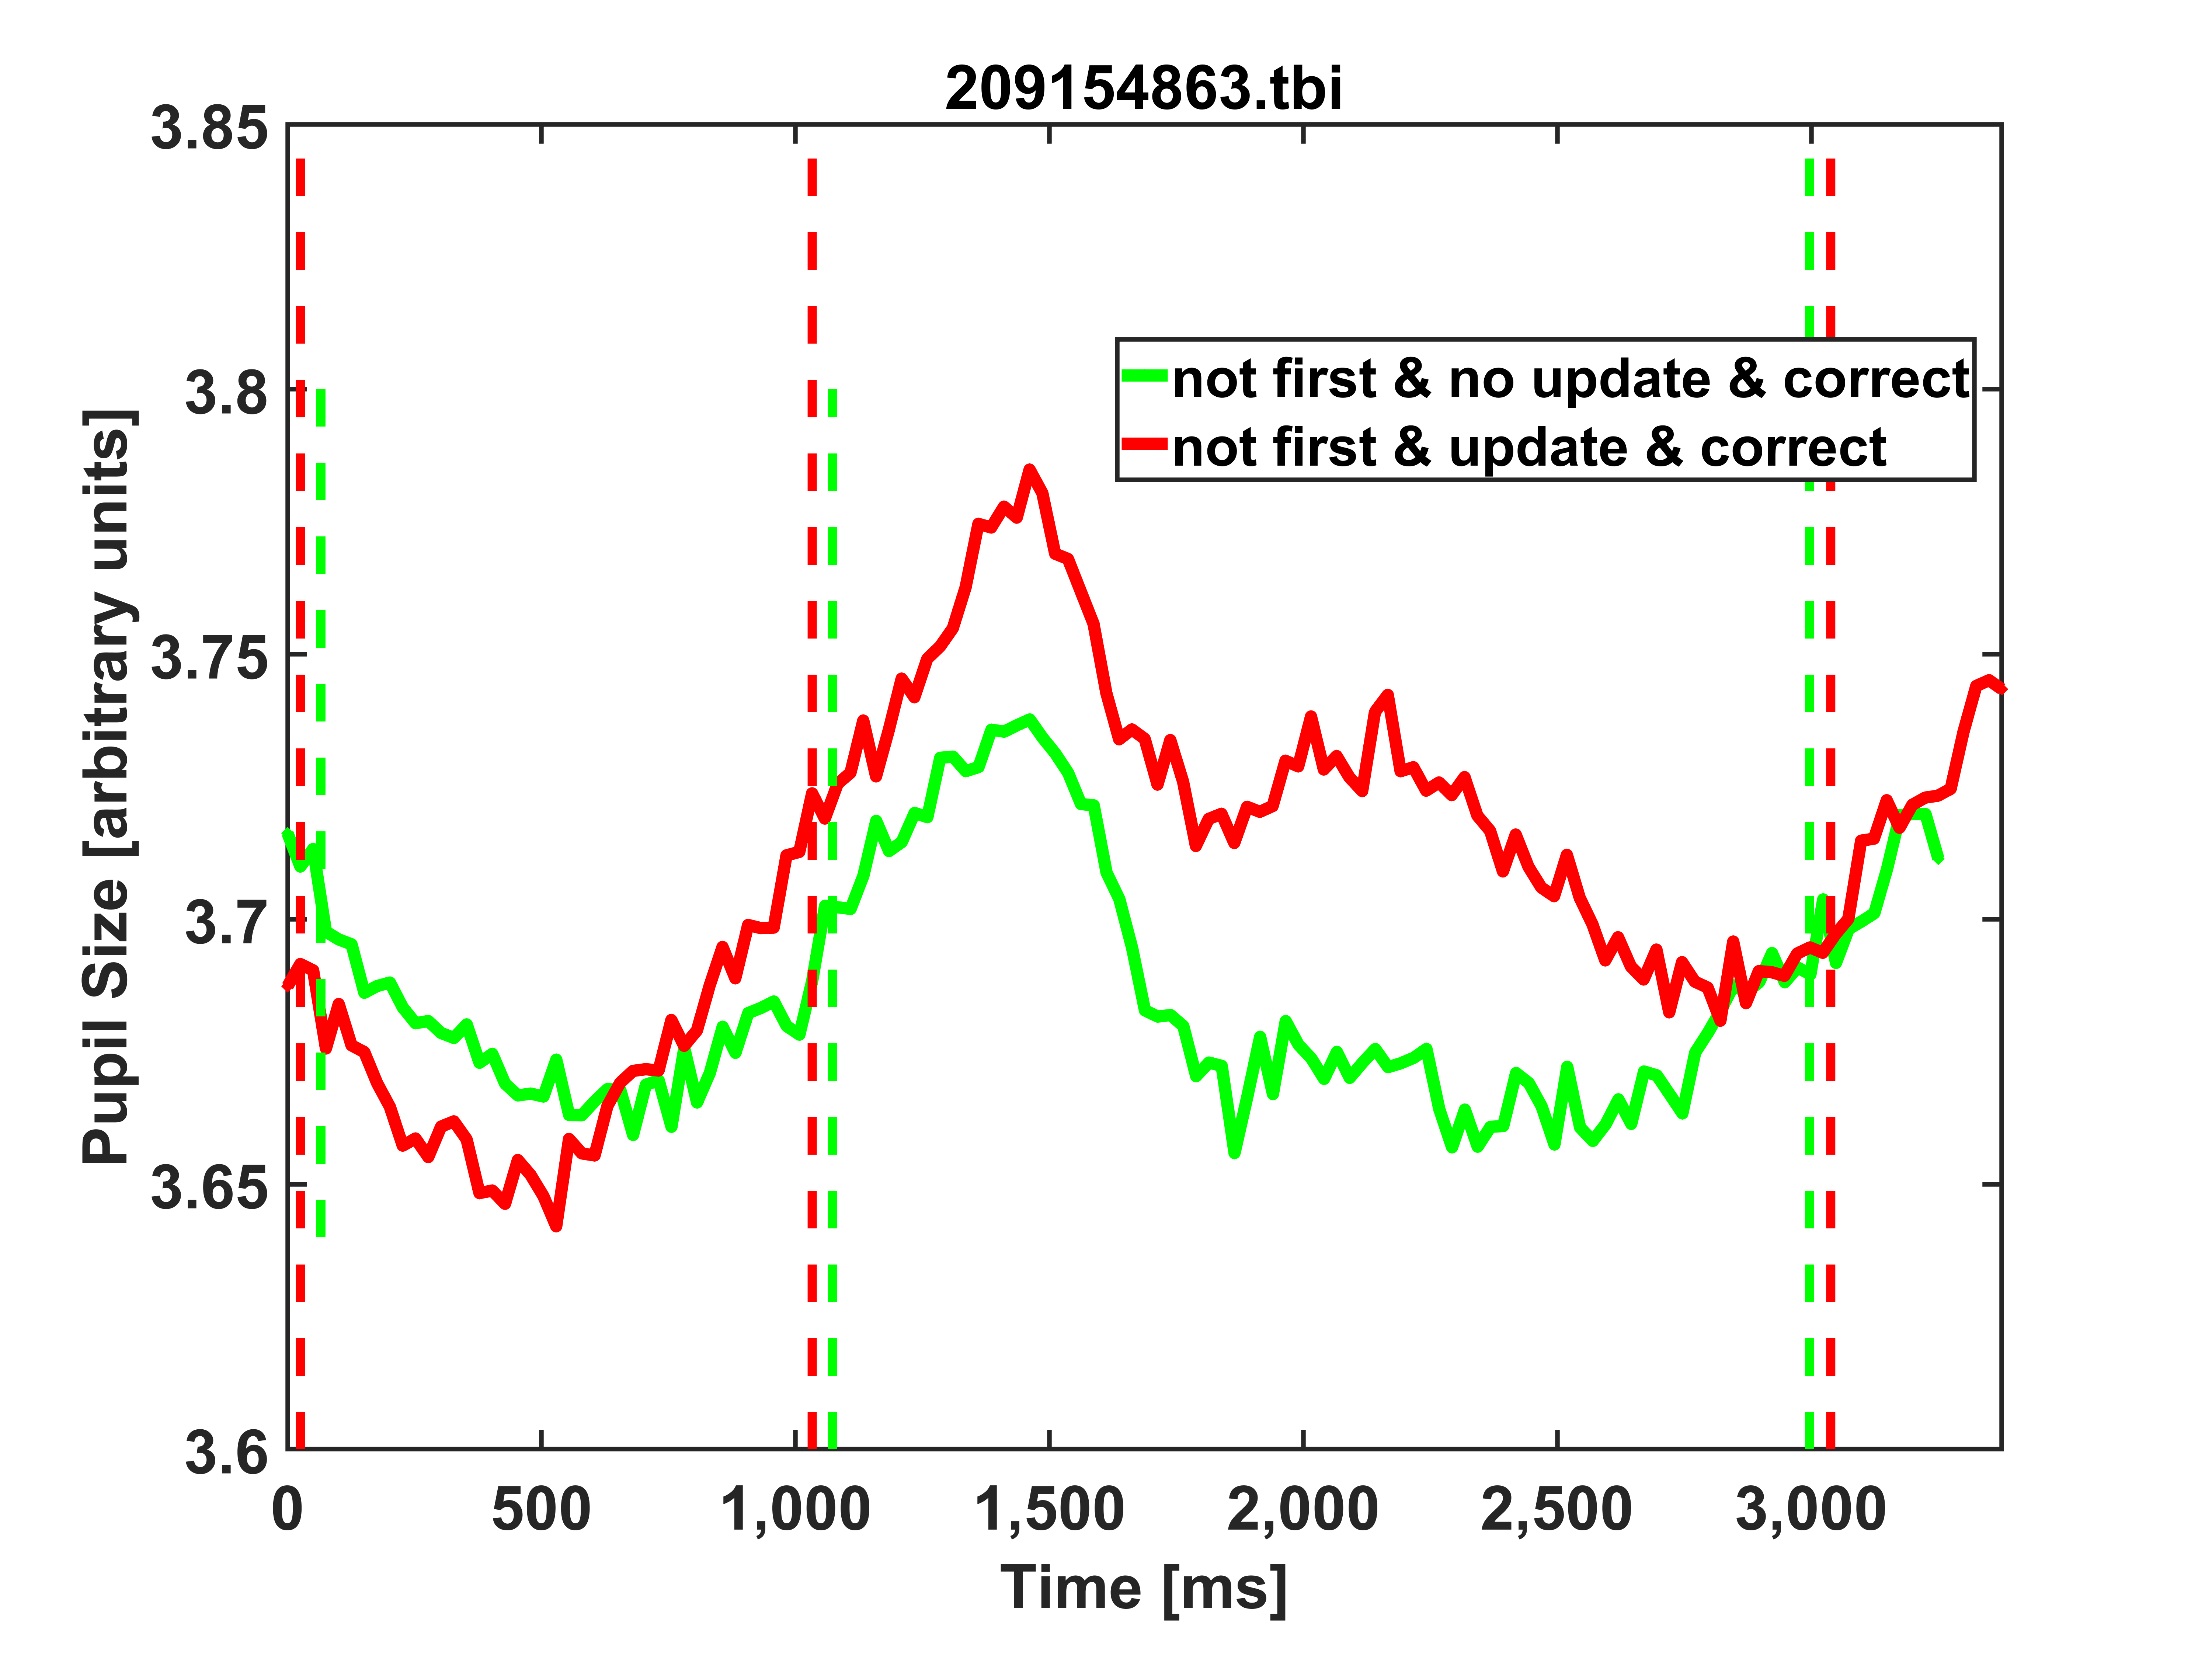 209154863.tbi
3.85
3.8
3.75
3.7
3.65
3.6
Pupil Size [arbitrary units]
not first & no update & correct
not first & update & correct
0 500 1,000 1,500 2,000 2,500 3,000
Time [ms]